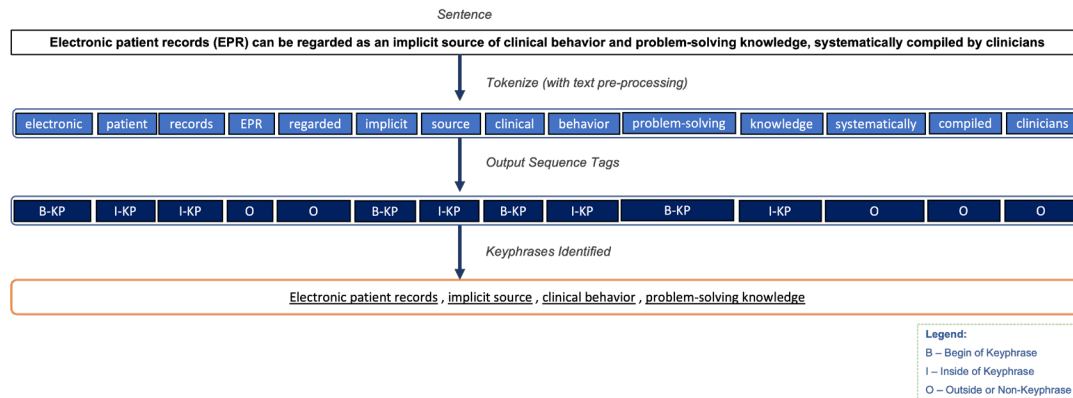 Sentence
Electronic patient records (EPR) can be regarded as an implicit source of clinical behavior and problem-solving knowledge, systematically compiled by clinicians
Tokenize (with text pre-processing)
electronic patient records EPR regarded implicit source clinical behavior problem-solving knowledge systematically compiled clinicians
Output Sequence Tags
B-KP I-KP I-KP O O B-KP I-KP B-KP I-KP B-KP I-KP O O O
Keyphrases Identified
Electronic patient records , implicit source , clinical behavior , problem-solving knowledge
Legend:
B – Begin of Keyphrase
I – Inside of Keyphrase
O – Outside or Non-Keyphrase